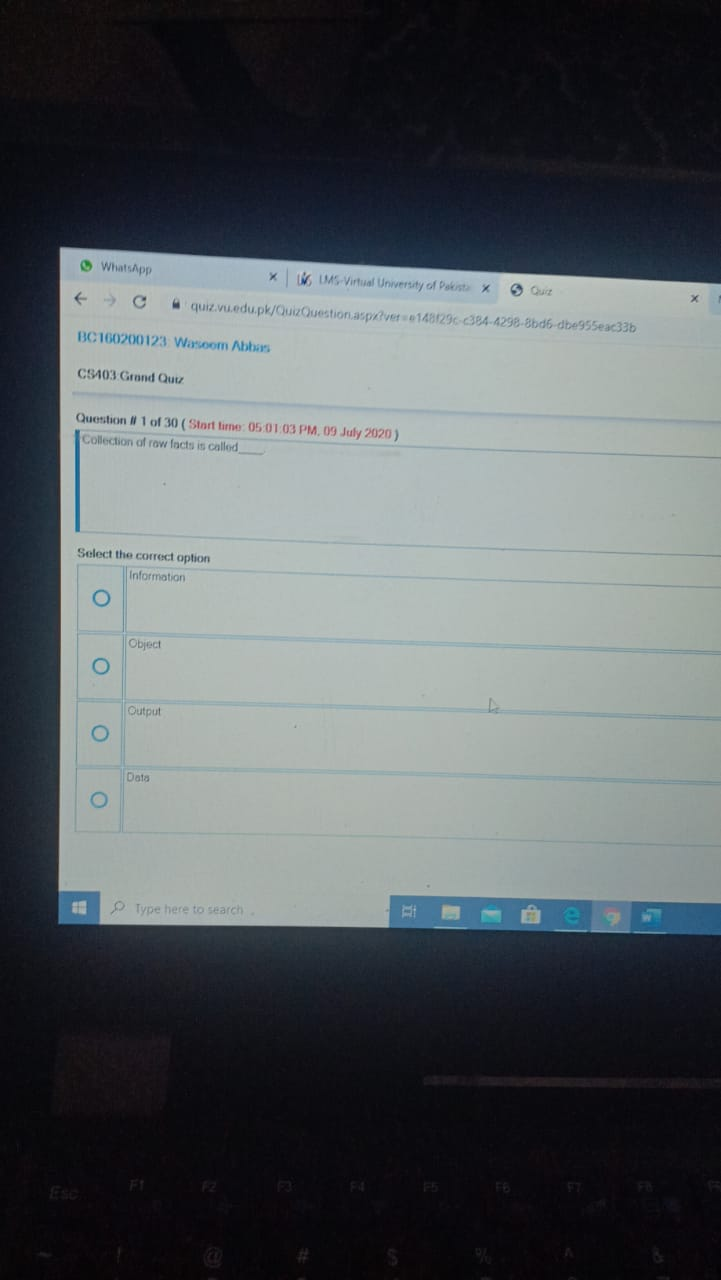 WhatsApp
LMS-Virtual University of Pakista
Quiz
quiz.vu.edu.pk/QuizQuestion.aspx?ver=e148f29c-c384-4298-8bd6-dbe955eac33b
BC160200123: Waseem Abbas
CS403:Grand Quiz
Question # 1 of 30 ( Start time: 05:01:03 PM, 09 July 2020 )
Collection of raw facts is called____.
Select the correct option
Information
Object
Output
Data
Type here to search
Esc F1 F2 F3 F4 F5 F6 F7 F8
~ ! @ # $ % ^ &